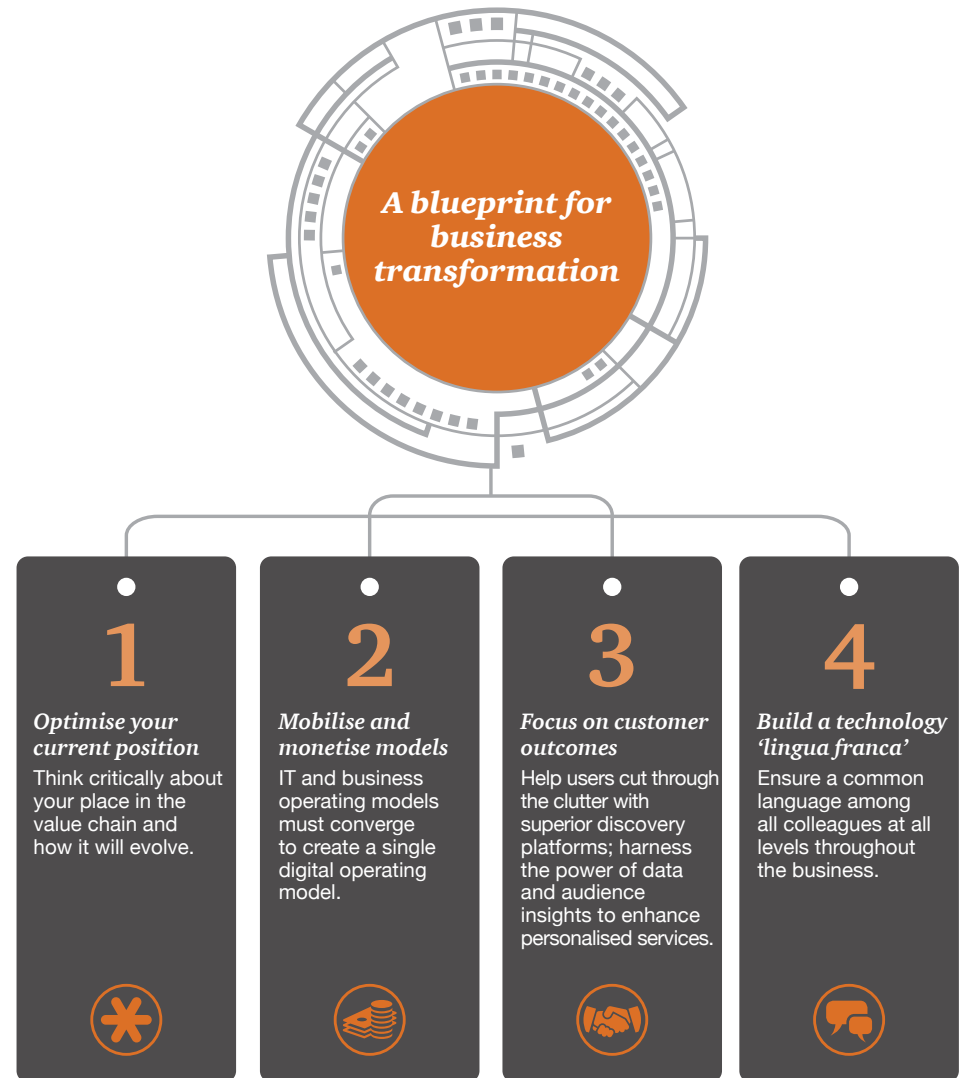 A blueprint for
business
transformation
1
Optimise your
current position
Think critically about
your place in the
value chain and
how it will evolve.
2
Mobilise and
monetise models
IT and business
operating models
must converge
to create a single
digital operating
model.
3
Focus on customer
outcomes
Help users cut through
the clutter with
superior discovery
platforms; harness
the power of data
and audience
insights to enhance
personalised services.
4
Build a technology
‘lingua franca’
Ensure a common
language among
all colleagues at all
levels throughout
the business.